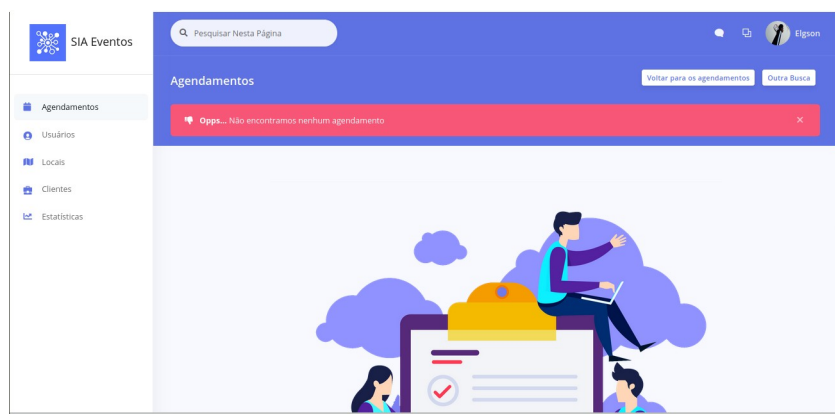 SIA Eventos
Pesquisar Nesta Página
Elgson
Agendamentos
Voltar para os agendamentos
Outra Busca
Opps... Não encontramos nenhum agendamento
Agendamentos
Usuários
Locais
Clientes
Estatísticas